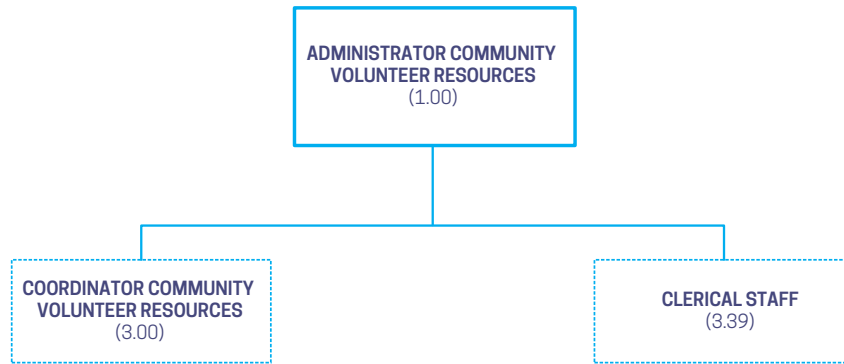 ADMINISTRATOR COMMUNITY
VOLUNTEER RESOURCES
(1.00)
COORDINATOR COMMUNITY
VOLUNTEER RESOURCES
(3.00)
CLERICAL STAFF
(3.39)